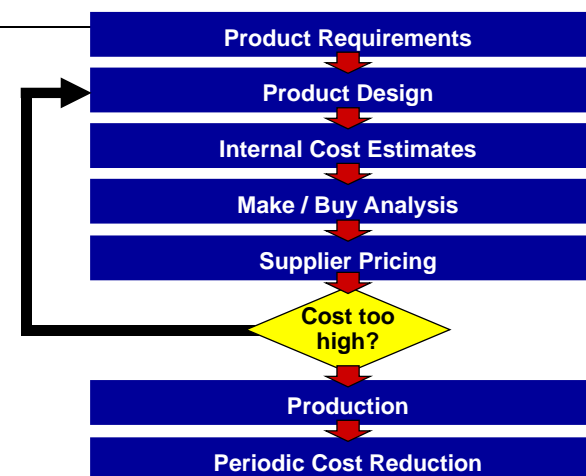 Product Requirements
Product Design
Internal Cost Estimates
Make / Buy Analysis
Supplier Pricing
Cost too
high?
Production
Periodic Cost Reduction